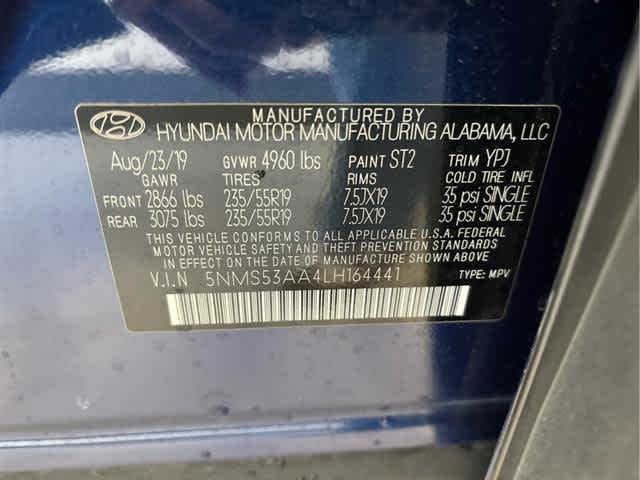 MANUFACTURED BY
HYUNDAI MOTOR MANUFACTURING ALABAMA, LLC
Aug/23/19 GVWR 4960 lbs PAINT ST2 TRIM YPJ
GAWR TIRES RIMS COLD TIRE INFL
FRONT 2866 lbs 235/55R19 7.5JX19 35 psi SINGLE
REAR 3075 lbs 235/55R19 7.5JX19 35 psi SINGLE
THIS VEHICLE CONFORMS TO ALL APPLICABLE U.S.A. FEDERAL
MOTOR VEHICLE SAFETY AND THEFT PREVENTION STANDARDS
IN EFFECT ON THE DATE OF MANUFACTURE SHOWN ABOVE.
V.I.N 5NMS53AA4LH164441 TYPE: MPV